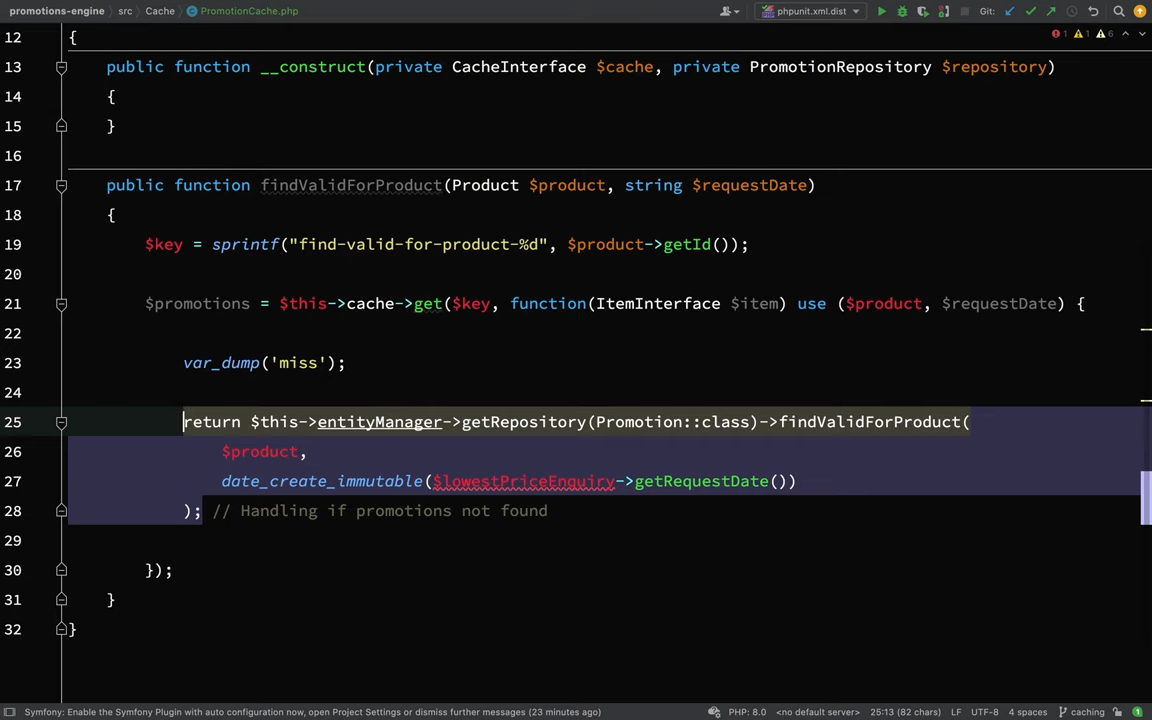 promotions-engine src Cache PromotionCache.php phpunit.xml.dist Git:
12 {
1 1 6
13 public function __construct(private CacheInterface $cache, private PromotionRepository $repository)
14 {
15 }
16
17 public function findValidForProduct(Product $product, string $requestDate)
18 {
19 $key = sprintf("find-valid-for-product-%d", $product->getId());
20
21 $promotions = $this->cache->get($key, function(ItemInterface $item) use ($product, $requestDate) {
22
23 var_dump('miss');
24
25 return $this->entityManager->getRepository(Promotion::class)->findValidForProduct(
26 $product,
27 date_create_immutable($lowestPriceEnquiry->getRequestDate())
28 ); // Handling if promotions not found
29
30 });
31 }
32 }
Symfony: Enable the Symfony Plugin with auto configuration now, open Project Settings or dismiss further messages (23 minutes ago) PHP: 8.0 <no default server> 25:13 (82 chars) LF UTF-8 4 spaces caching 1